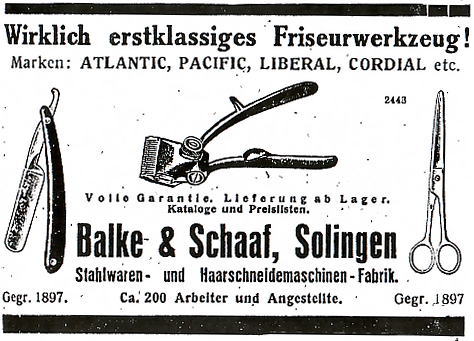 Wirklich erstklassiges Friseurwerkzeug!
Marken: ATLANTIC, PACIFIC, LIBERAL, CORDIAL etc.
2443
Volle Garantie. Lieferung ab Lager.
Kataloge und Preislisten.
Balke & Schaaf, Solingen
Stahlwaren- und Haarschneidemaschinen-Fabrik.
Gegr. 1897. Ca. 200 Arbeiter und Angestellte. Gegr. 1897